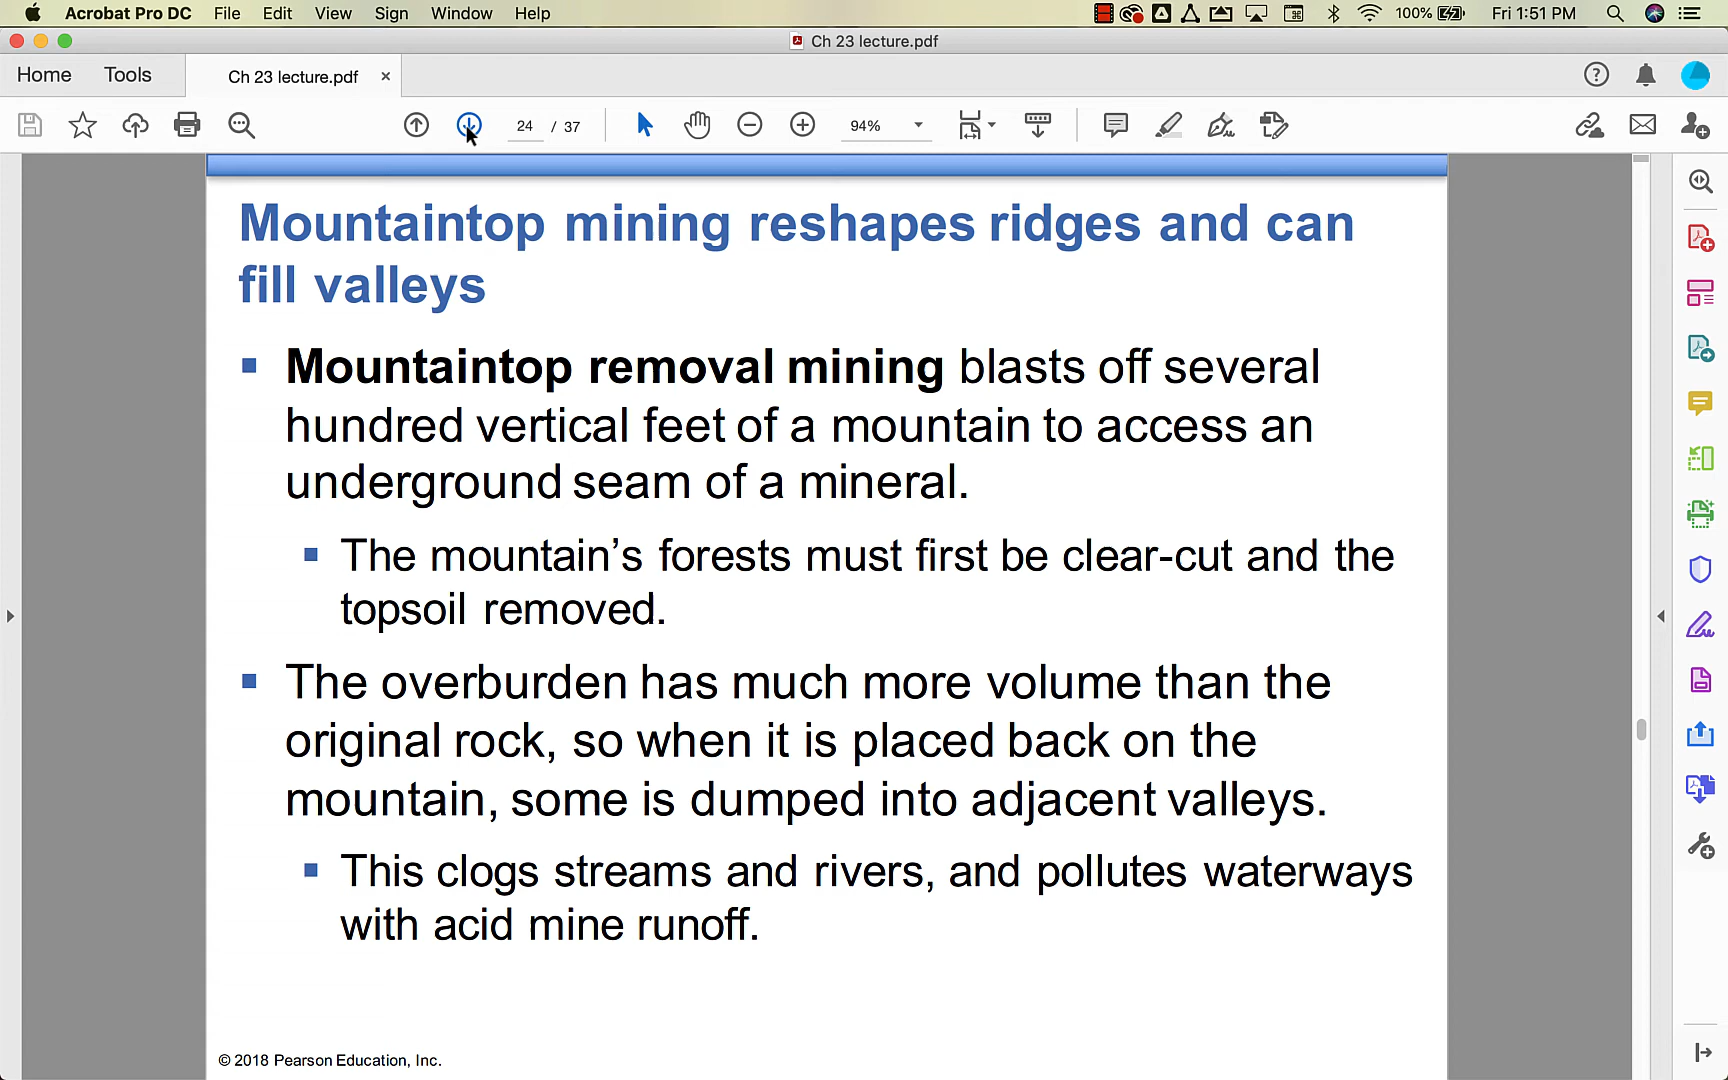 Acrobat Pro DC File Edit View Sign Window Help 100% Fri 1:51 PM
Ch 23 lecture.pdf
Home Tools Ch 23 lecture.pdf ×
24 / 37 94%
Mountaintop mining reshapes ridges and can
fill valleys
Mountaintop removal mining blasts off several
hundred vertical feet of a mountain to access an
underground seam of a mineral.
The mountain’s forests must first be clear-cut and the
topsoil removed.
The overburden has much more volume than the
original rock, so when it is placed back on the
mountain, some is dumped into adjacent valleys.
This clogs streams and rivers, and pollutes waterways
with acid mine runoff.
© 2018 Pearson Education, Inc.